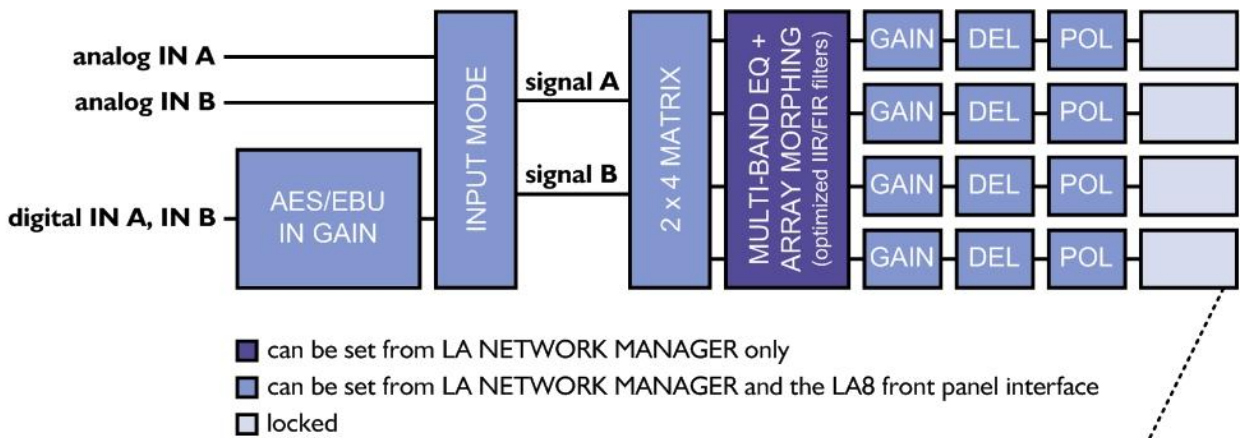 analog IN A
analog IN B
digital IN A, IN B
AES/EBU
IN GAIN
INPUT MODE
signal A
signal B
2 x 4 MATRIX
MULTI-BAND EQ +
ARRAY MORPHING
(optimized IIR/FIR filters)
GAIN DEL POL
GAIN DEL POL
GAIN DEL POL
GAIN DEL POL
can be set from LA NETWORK MANAGER only
can be set from LA NETWORK MANAGER and the LA8 front panel interface
locked